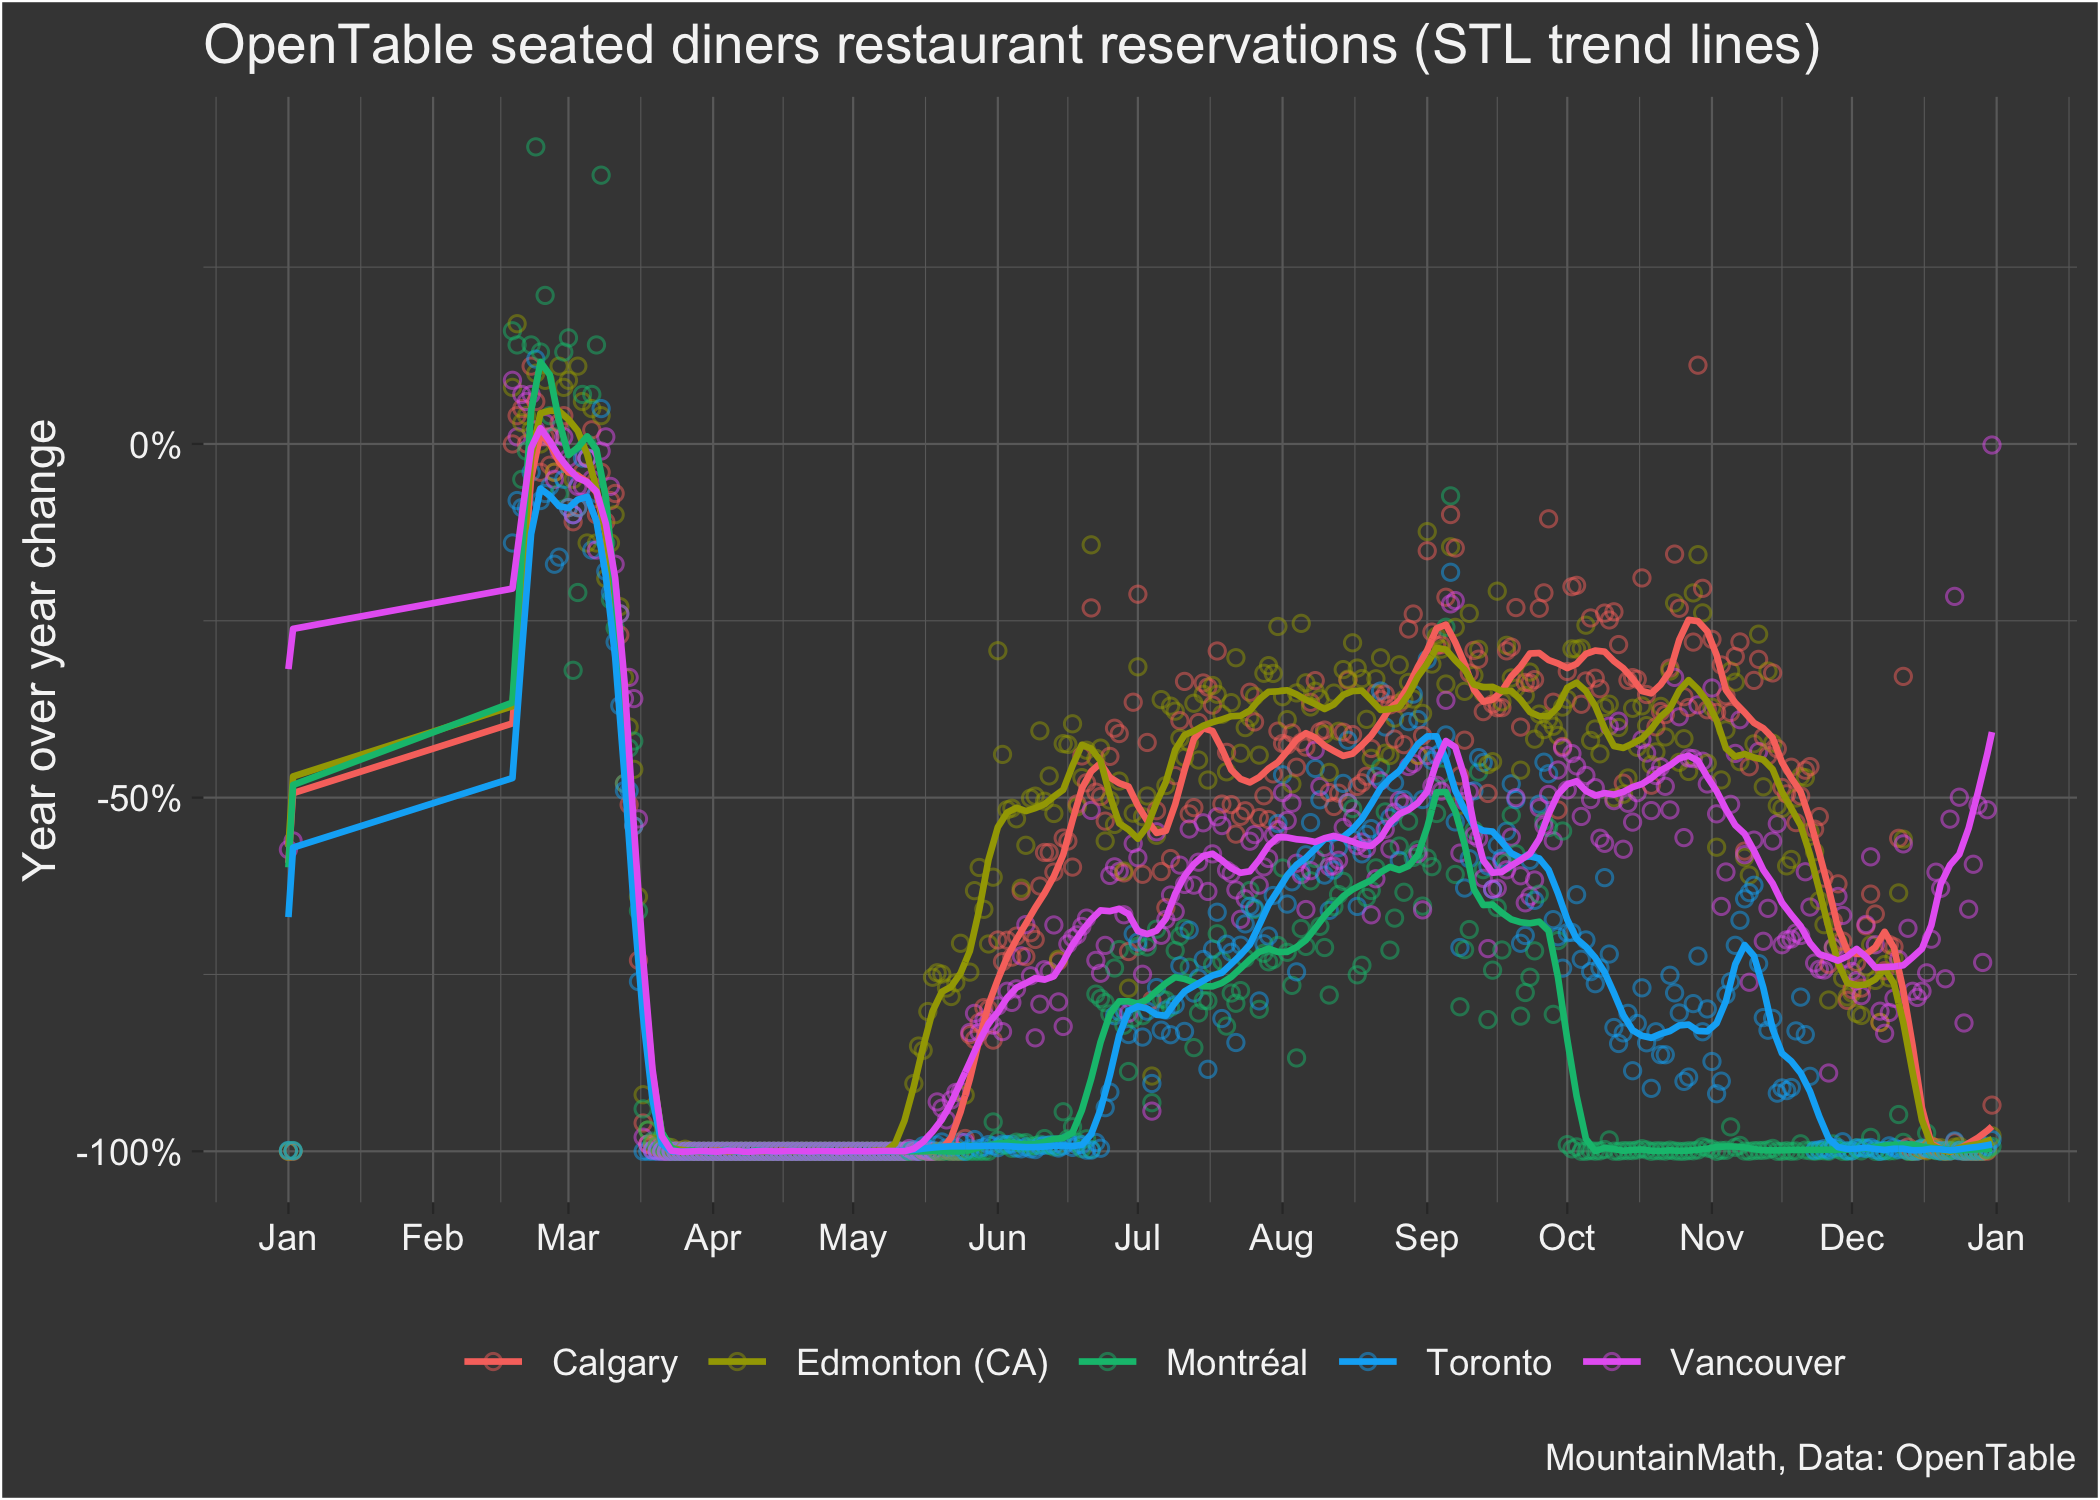 OpenTable seated diners restaurant reservations (STL trend lines)
Year over year change
0%
-50%
-100%
Jan Feb Mar Apr May Jun Jul Aug Sep Oct Nov Dec Jan
Calgary Edmonton (CA) Montréal Toronto Vancouver
MountainMath, Data: OpenTable